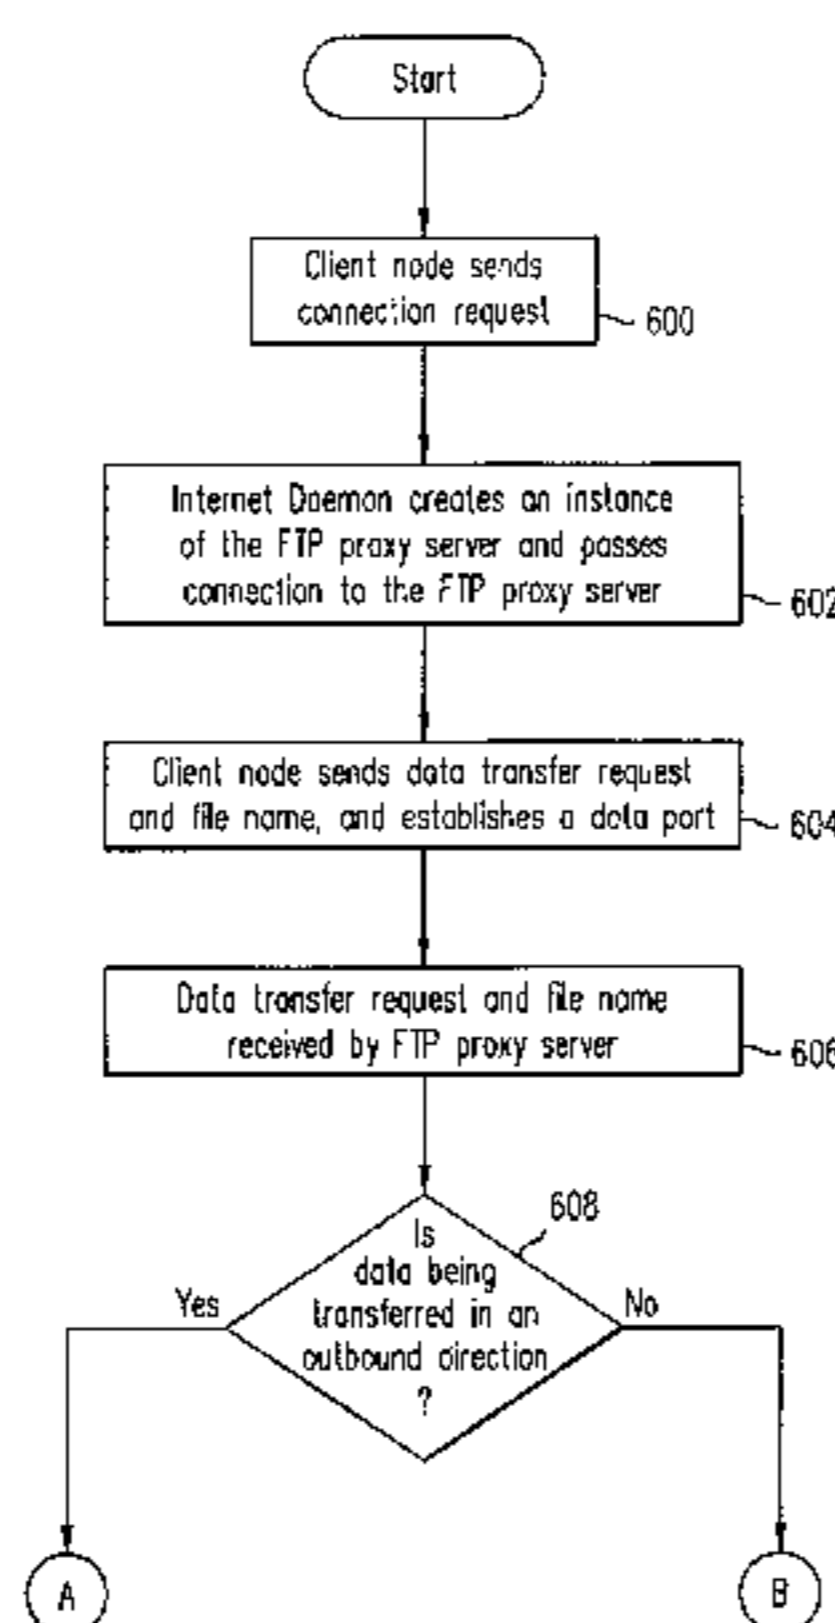 Start
Client node sends
connection request
600
Internet Daemon creates an instance
of the FTP proxy server and passes
connection to the FTP proxy server
602
Client node sends data transfer request
and file name, and establishes a data port
604
Data transfer request and file name
received by FTP proxy server
606
608
Is
data being
transferred in an
outbound direction
?
Yes
No
A
B